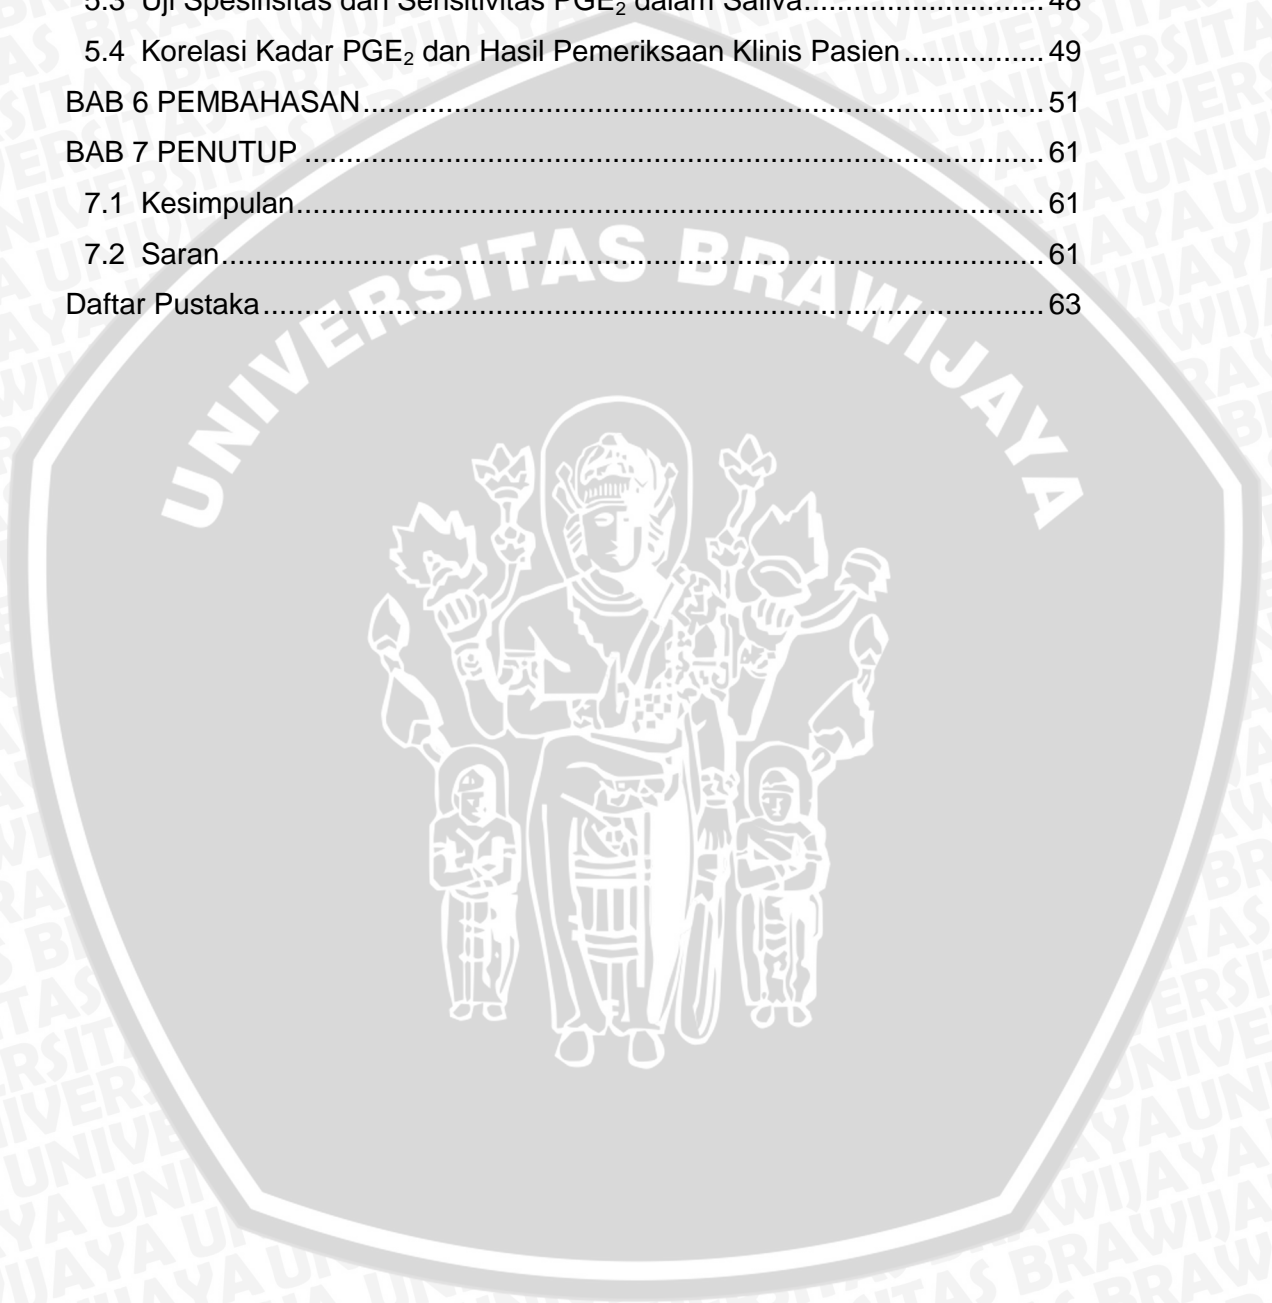 5.3 Uji Spesifisitas dan Sensitivitas PGE₂ dalam Saliva.............................. 48
5.4 Korelasi Kadar PGE₂ dan Hasil Pemeriksaan Klinis Pasien ................. 49
BAB 6 PEMBAHASAN...................................................................................... 51
BAB 7 PENUTUP ............................................................................................. 61
7.1 Kesimpulan.............................................................................................. 61
7.2 Saran....................................................................................................... 61
Daftar Pustaka.................................................................................................. 63
UNIVERSITAS BRAWIJAYA